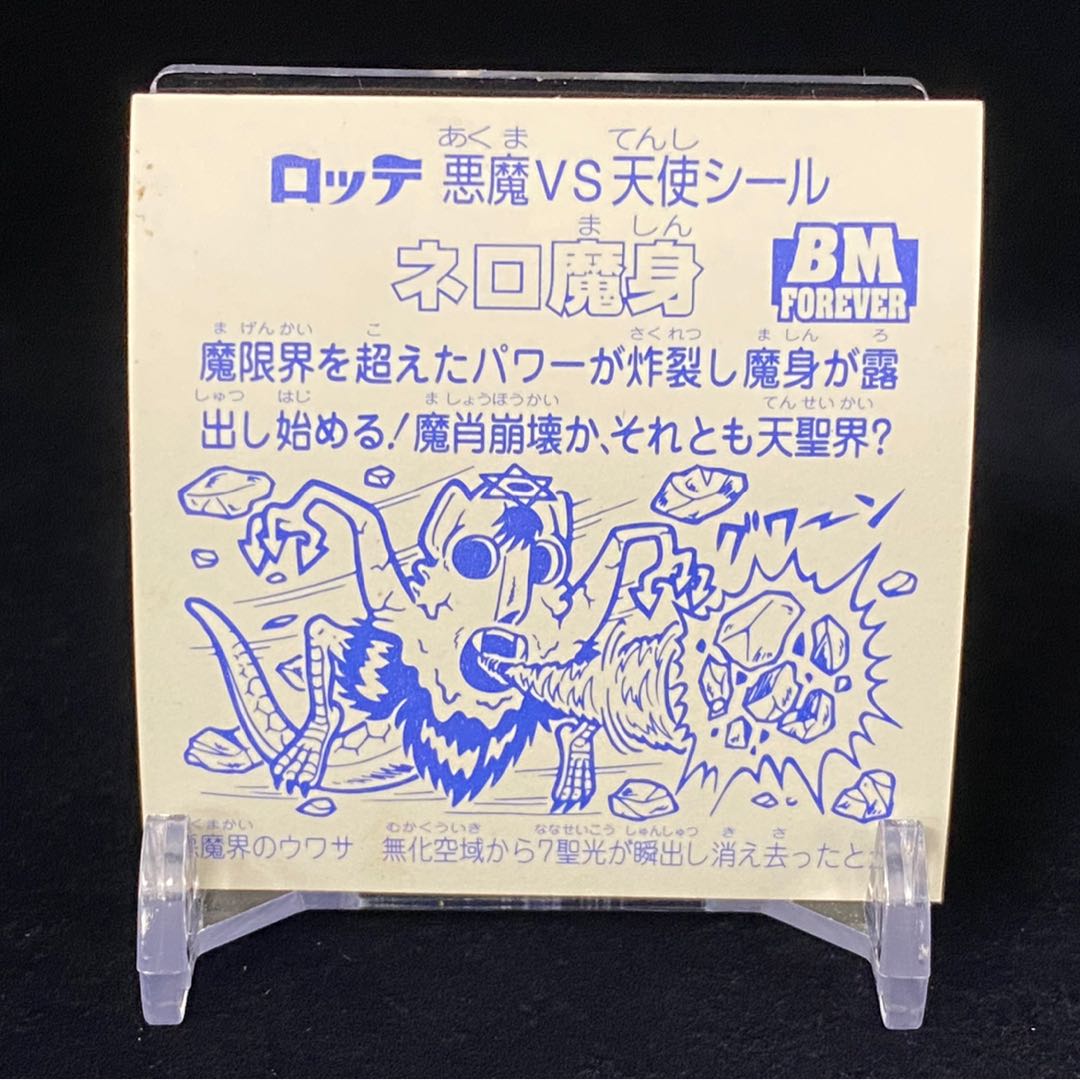 ロッテ 悪魔VS天使シール
ネロ魔身
BM
FOREVER
魔限界を超えたパワーが炸裂し魔身が露
出し始める!魔肖崩壊か、それとも天聖界?
グワーン
悪魔界のウワサ 無化空域から7聖光が瞬出し消え去ったと